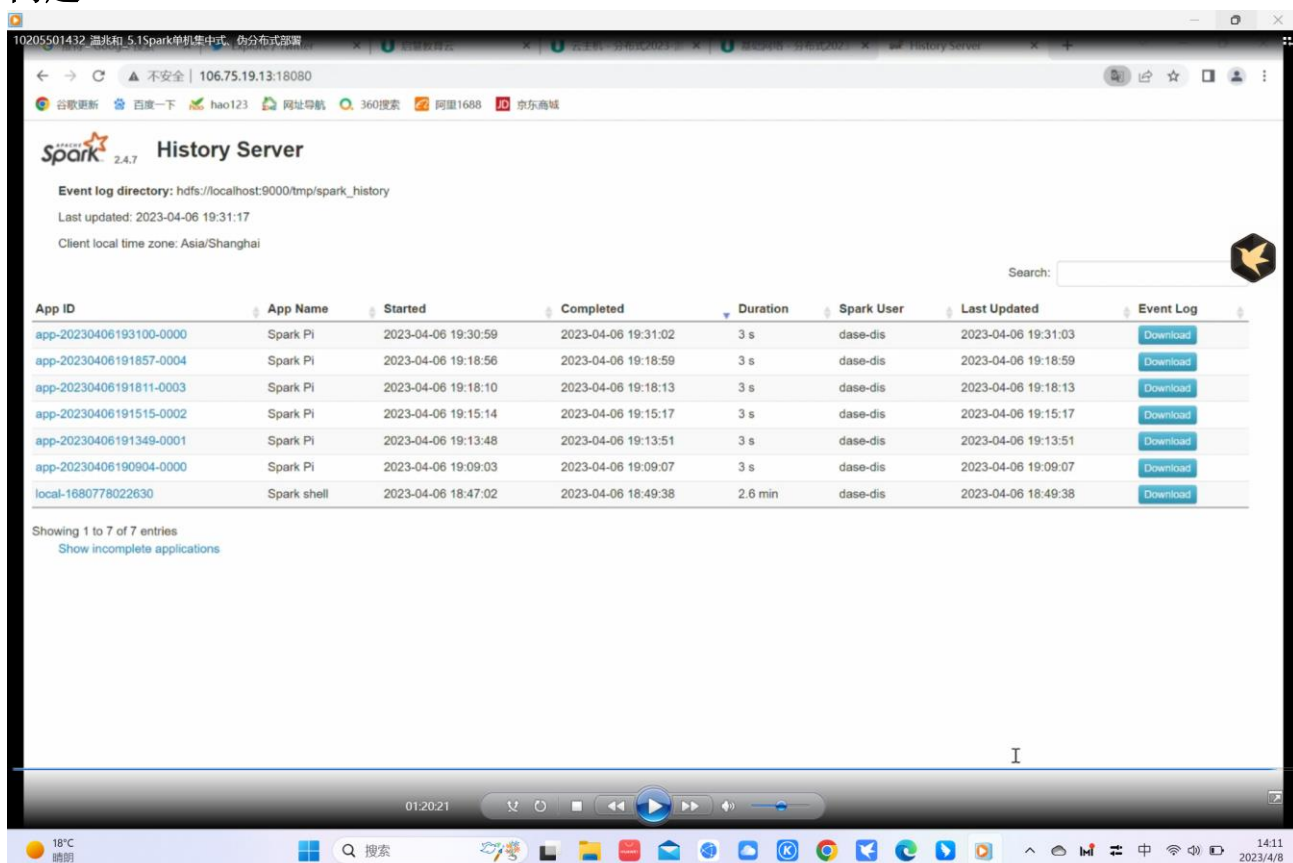 10205501432_温兆和_5.1Spark单机集中式、伪分布式部署
History Server
不安全 | 106.75.19.13:18080
谷歌更新 百度一下 hao123 网址导航 360搜索 阿里1688 JD 京东商城
APACHE Spark 2.4.7 History Server
Event log directory: hdfs://localhost:9000/tmp/spark_history
Last updated: 2023-04-06 19:31:17
Client local time zone: Asia/Shanghai
Search:
App ID App Name Started Completed Duration Spark User Last Updated Event Log
app-20230406193100-0000 Spark Pi 2023-04-06 19:30:59 2023-04-06 19:31:02 3 s dase-dis 2023-04-06 19:31:03 Download
app-20230406191857-0004 Spark Pi 2023-04-06 19:18:56 2023-04-06 19:18:59 3 s dase-dis 2023-04-06 19:18:59 Download
app-20230406191811-0003 Spark Pi 2023-04-06 19:18:10 2023-04-06 19:18:13 3 s dase-dis 2023-04-06 19:18:13 Download
app-20230406191515-0002 Spark Pi 2023-04-06 19:15:14 2023-04-06 19:15:17 3 s dase-dis 2023-04-06 19:15:17 Download
app-20230406191349-0001 Spark Pi 2023-04-06 19:13:48 2023-04-06 19:13:51 3 s dase-dis 2023-04-06 19:13:51 Download
app-20230406190904-0000 Spark Pi 2023-04-06 19:09:03 2023-04-06 19:09:07 3 s dase-dis 2023-04-06 19:09:07 Download
local-1680778022630 Spark shell 2023-04-06 18:47:02 2023-04-06 18:49:38 2.6 min dase-dis 2023-04-06 18:49:38 Download
Showing 1 to 7 of 7 entries
Show incomplete applications
01:20:21
18°C
晴朗
搜索
中
14:11
2023/4/8